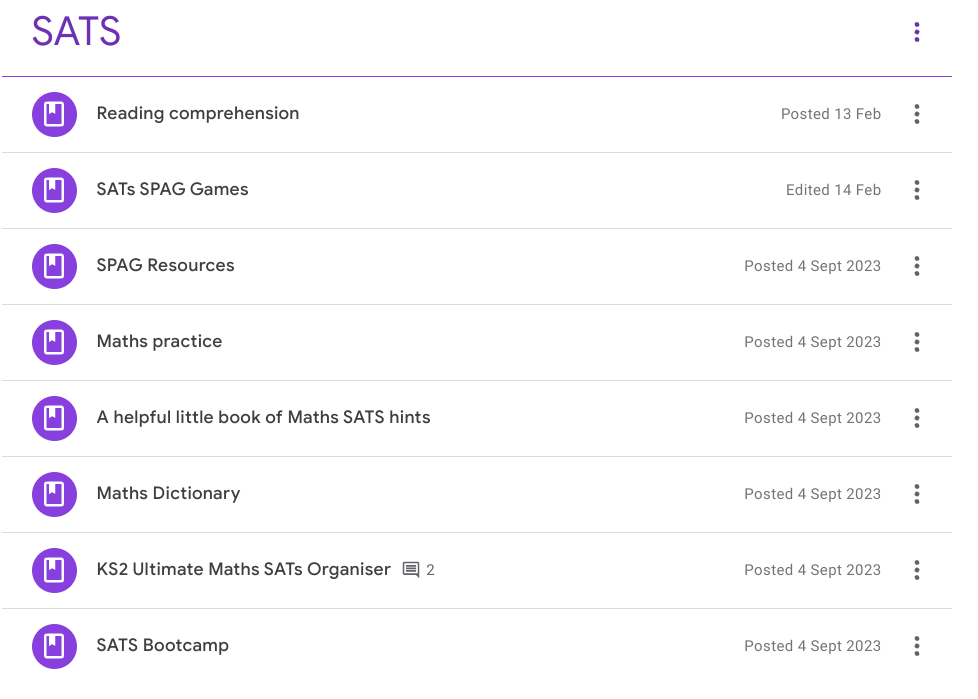 SATS
Reading comprehension Posted 13 Feb
SATs SPAG Games Edited 14 Feb
SPAG Resources Posted 4 Sept 2023
Maths practice Posted 4 Sept 2023
A helpful little book of Maths SATS hints Posted 4 Sept 2023
Maths Dictionary Posted 4 Sept 2023
KS2 Ultimate Maths SATs Organiser 2 Posted 4 Sept 2023
SATS Bootcamp Posted 4 Sept 2023